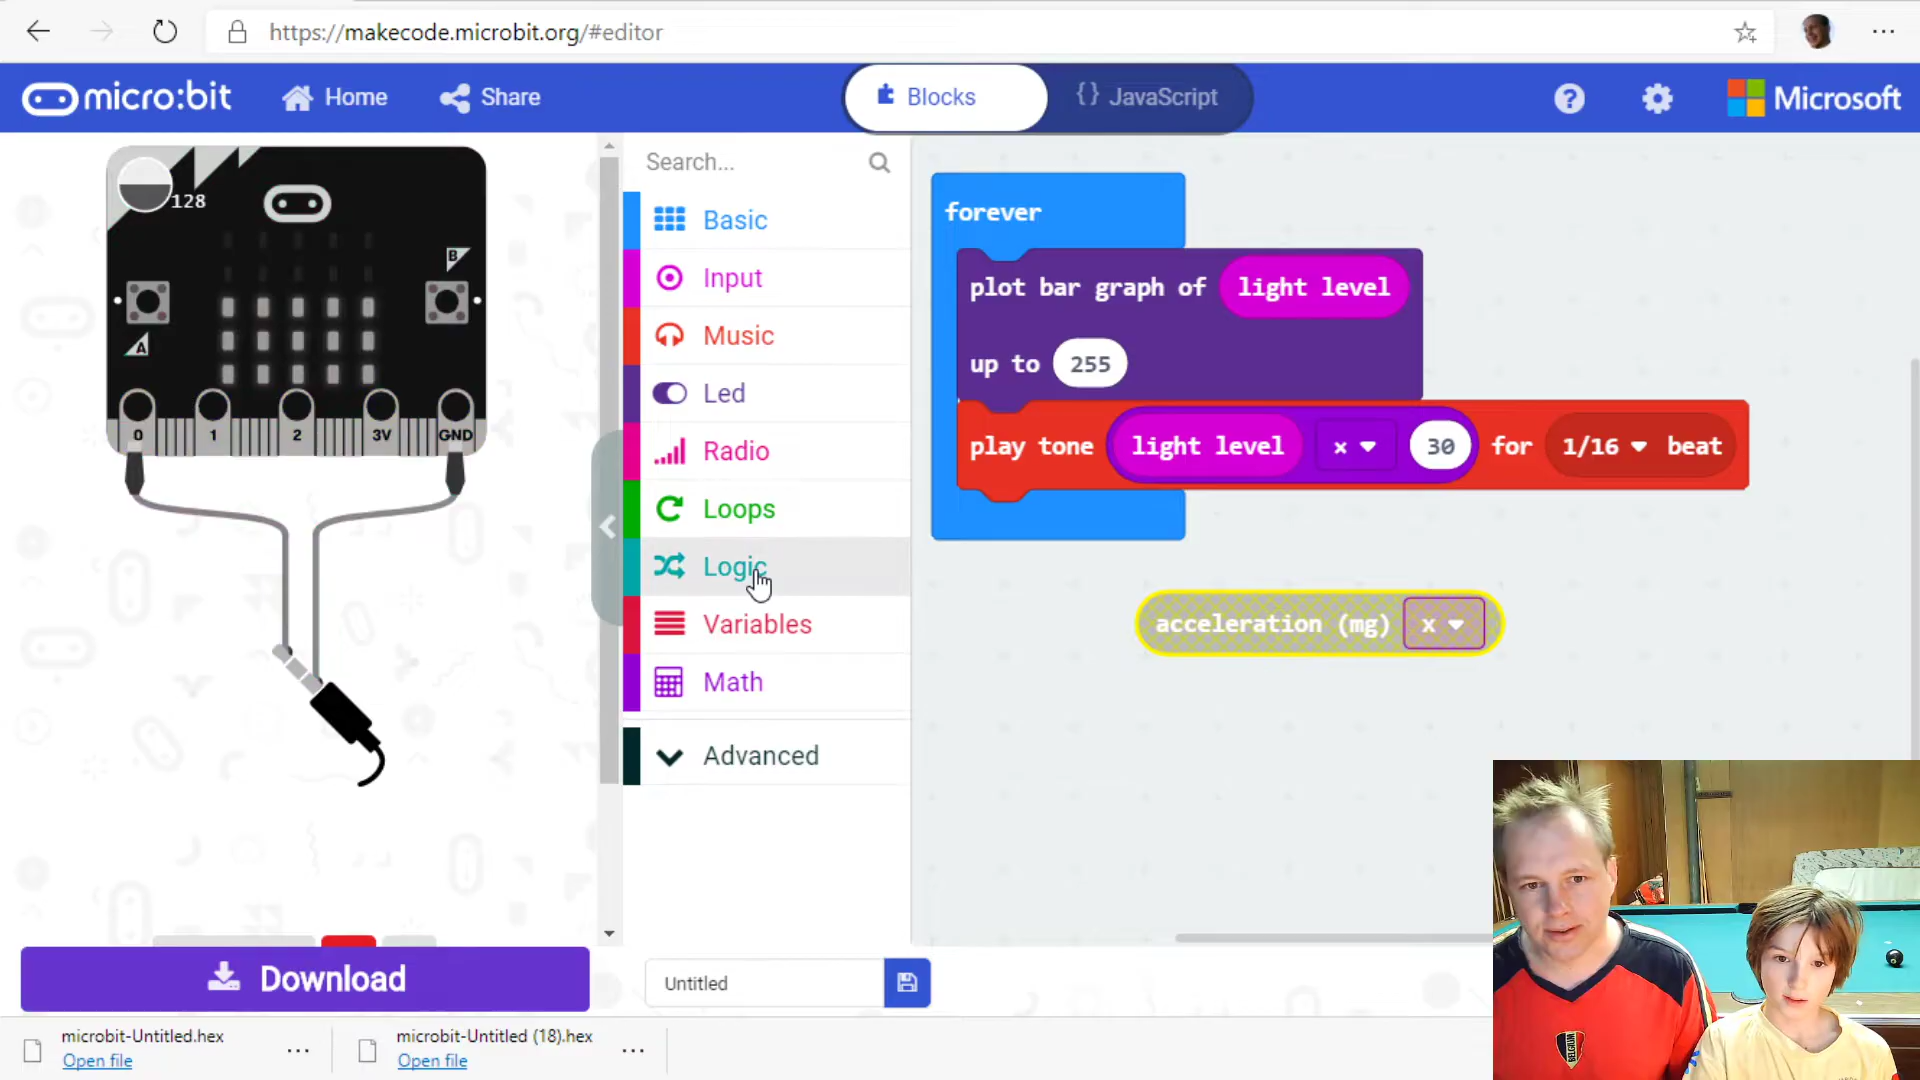 https://makecode.microbit.org/#editor
micro:bit
Home
Share
Blocks
{} JavaScript
?
Microsoft
128
B
A
0
1
2
3V
GND
Search...
Basic
Input
Music
Led
Radio
Loops
Logic
Variables
Math
Advanced
forever
plot bar graph of light level
up to 255
play tone light level x 30 for 1/16 beat
acceleration (mg) x
Download
Untitled
microbit-Untitled.hex
Open file
microbit-Untitled (18).hex
Open file
BELGIUM